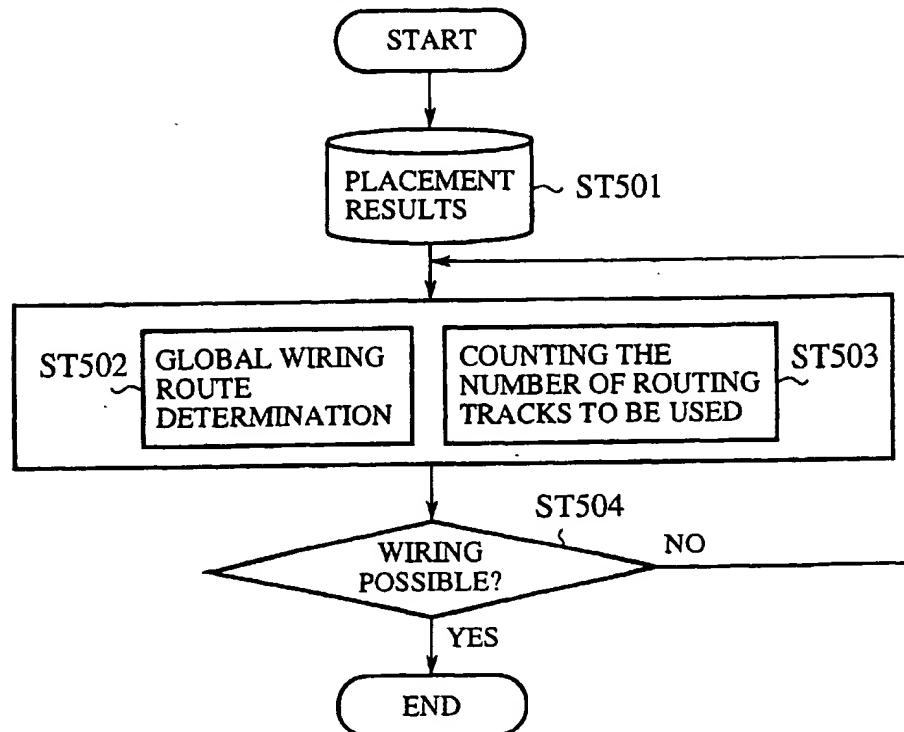 START
PLACEMENT
RESULTS
ST501
ST502
GLOBAL WIRING
ROUTE
DETERMINATION
COUNTING THE
NUMBER OF ROUTING
TRACKS TO BE USED
ST503
ST504
WIRING
POSSIBLE?
NO
YES
END